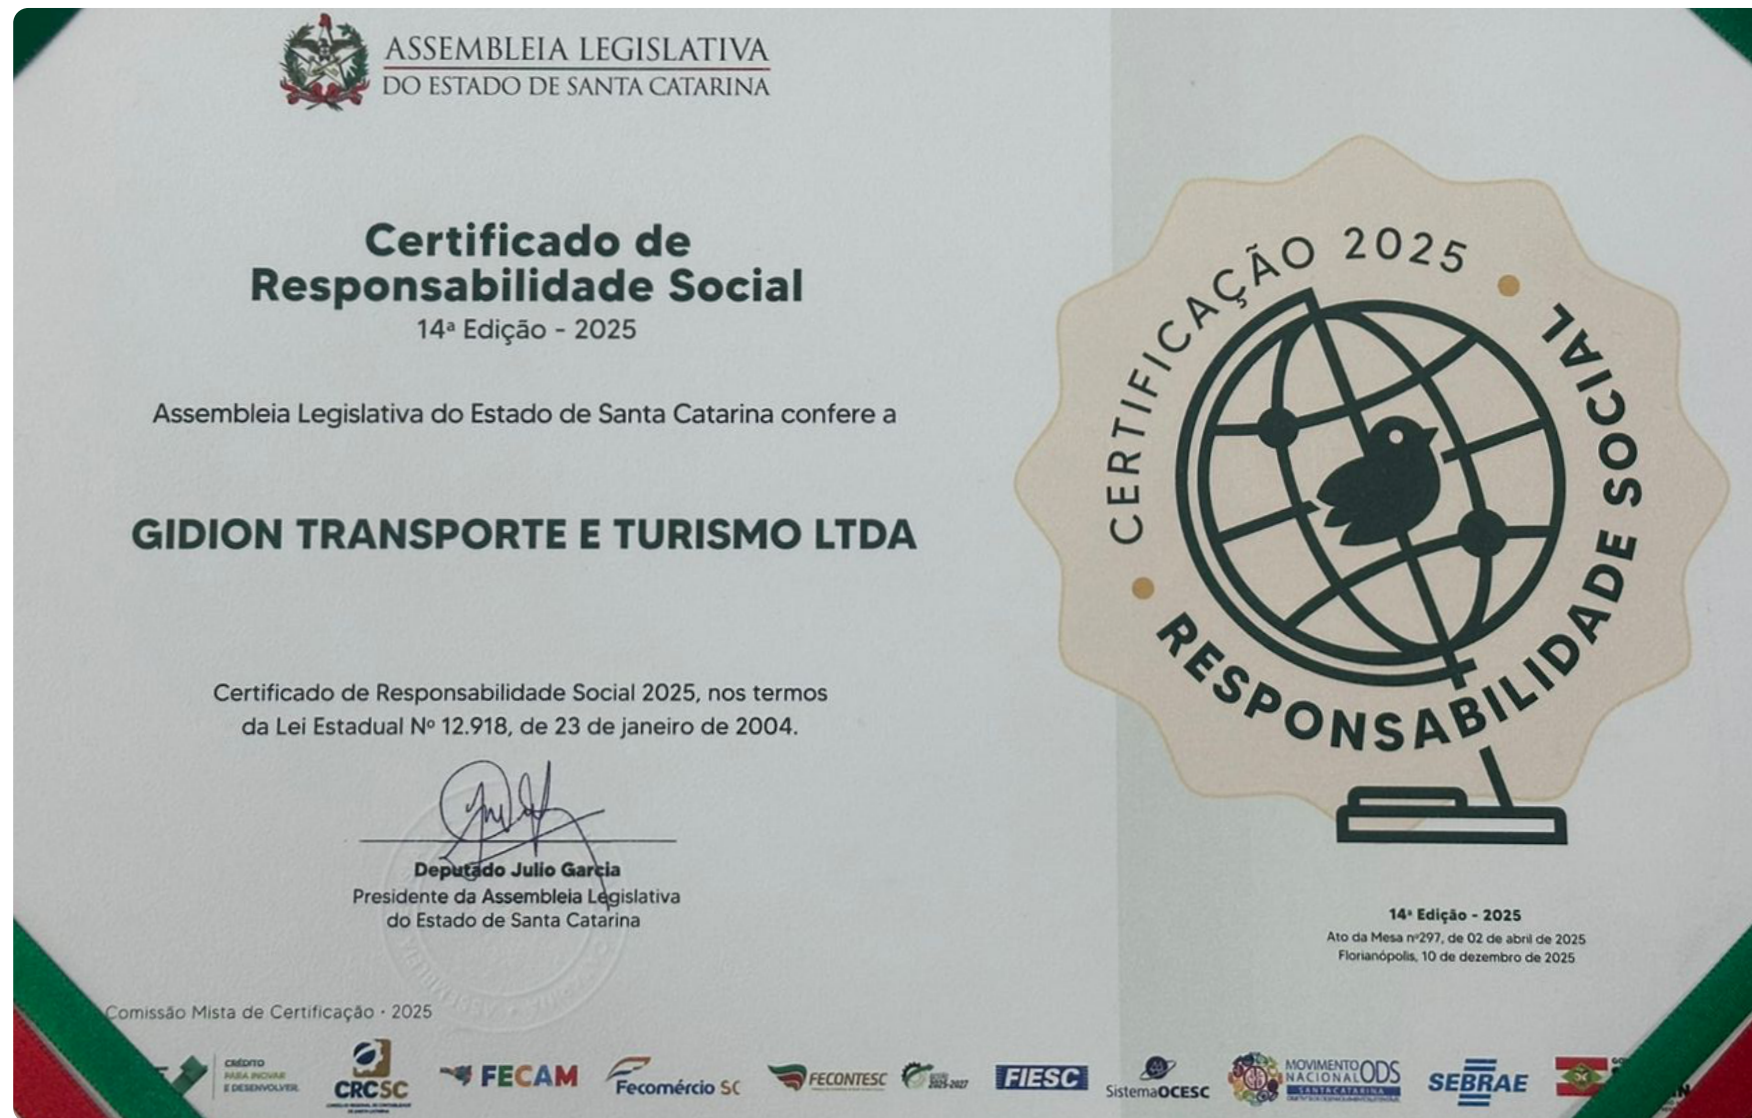 ASSEMBLEIA LEGISLATIVA
DO ESTADO DE SANTA CATARINA
Certificado de
Responsabilidade Social
14ª Edição - 2025
Assembleia Legislativa do Estado de Santa Catarina confere a
GIDION TRANSPORTE E TURISMO LTDA
Certificado de Responsabilidade Social 2025, nos termos
da Lei Estadual Nº 12.918, de 23 de janeiro de 2004.
Deputado Julio Garcia
Presidente da Assembleia Legislativa
do Estado de Santa Catarina
CERTIFICAÇÃO 2025
RESPONSABILIDADE SOCIAL
14ª Edição - 2025
Ato da Mesa nº297, de 02 de abril de 2025
Florianópolis, 10 de dezembro de 2025
Comissão Mista de Certificação · 2025
CRÉDITO
PARA INOVAR
E DESENVOLVER.
CRCSC
FECAM
Fecomércio SC
FECONTESC
2025-2027
FIESC
SistemaOCESC
MOVIMENTO
NACIONAL ODS
SANTA CATARINA
SEBRAE